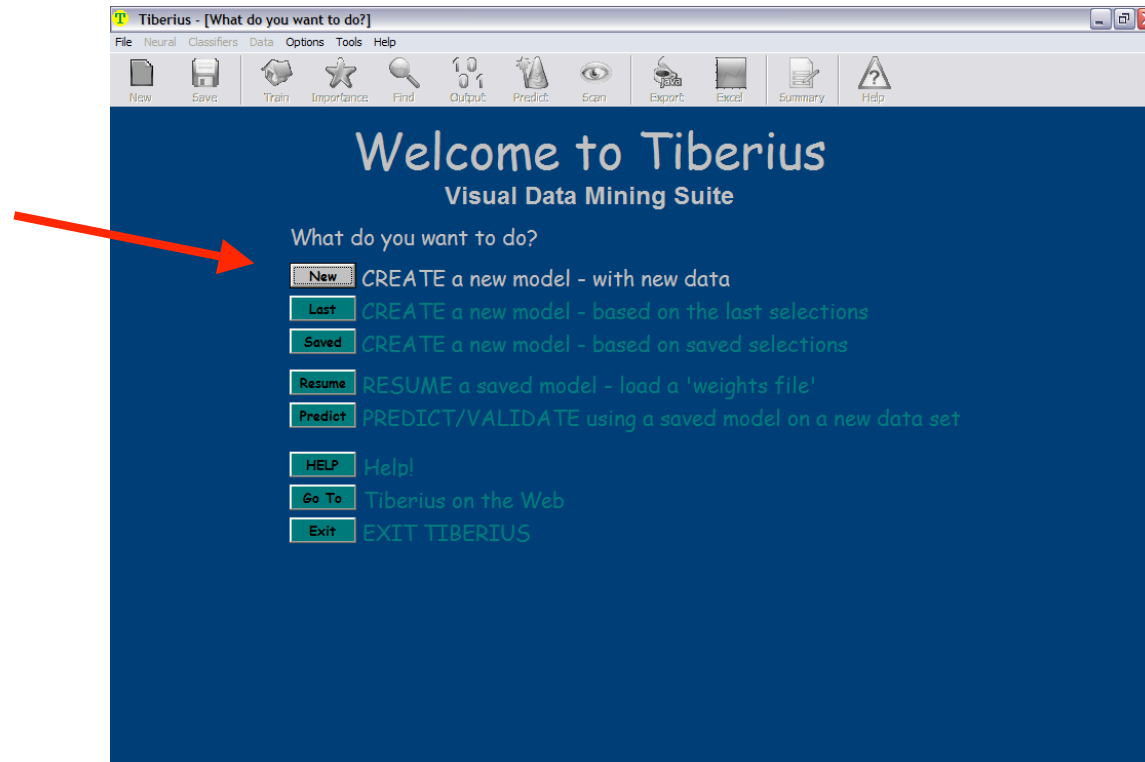 T Tiberius - [What do you want to do?]
File Neural Classifiers Data Options Tools Help
New Save Train Importance Find Output Predict Scan Export Excel Summary Help
Welcome to Tiberius
Visual Data Mining Suite
What do you want to do?
New CREATE a new model - with new data
Last CREATE a new model - based on the last selections
Saved CREATE a new model - based on saved selections
Resume RESUME a saved model - load a 'weights file'
Predict PREDICT/VALIDATE using a saved model on a new data set
HELP Help!
Go To Tiberius on the Web
Exit EXIT TIBERIUS